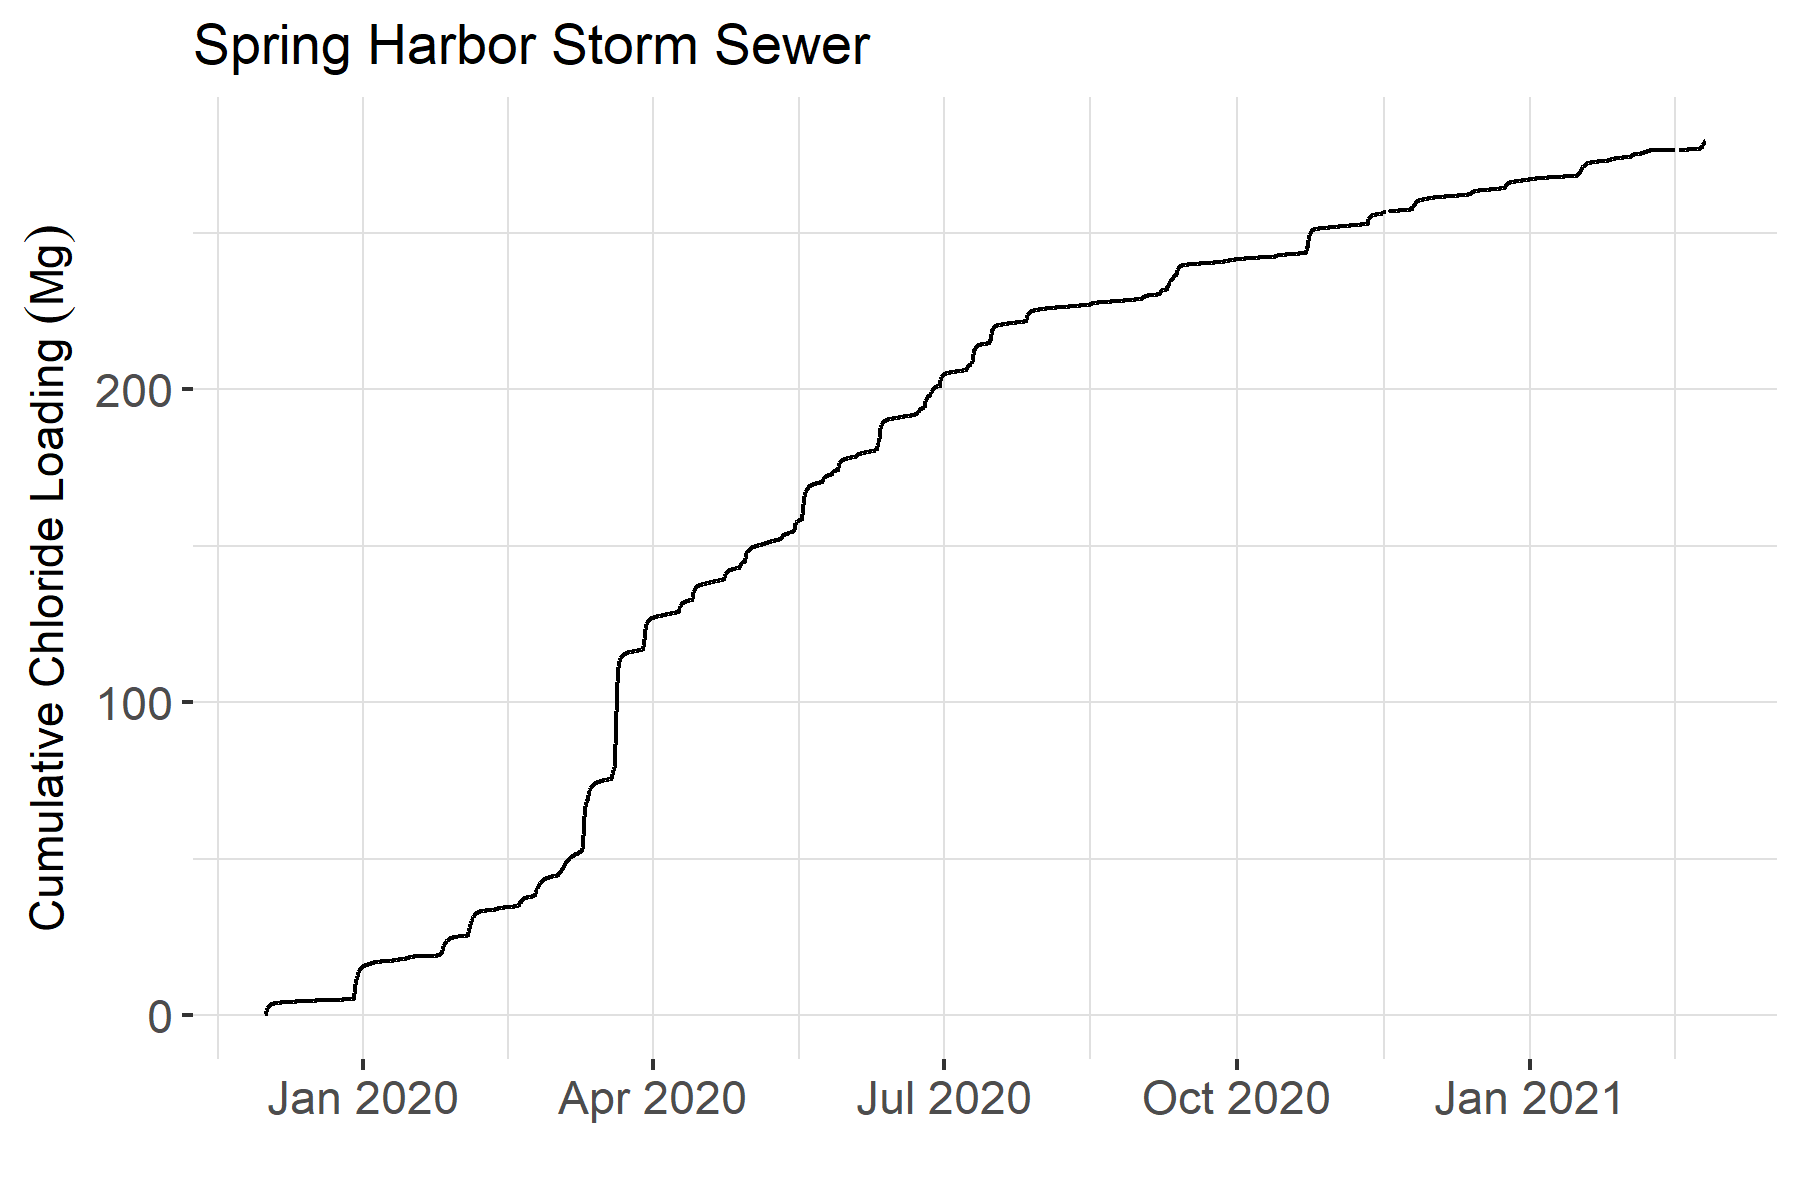 Spring Harbor Storm Sewer
Cumulative Chloride Loading (Mg)
200
100
0
Jan 2020 Apr 2020 Jul 2020 Oct 2020 Jan 2021